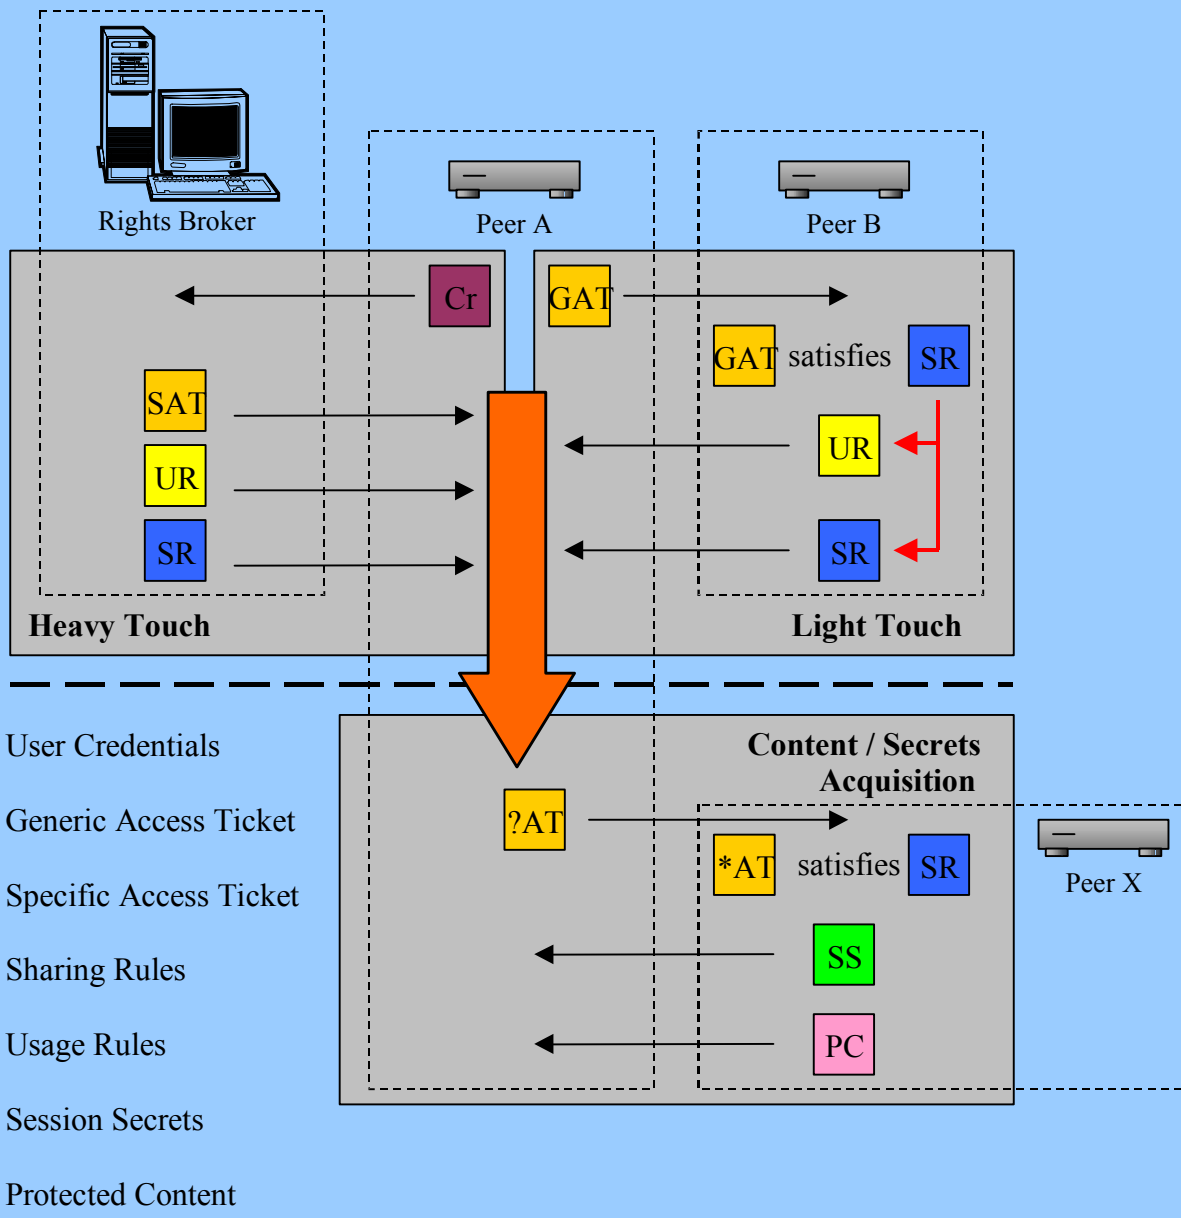 Rights Broker
Peer A
Peer B
Cr
GAT
GAT satisfies SR
SAT
UR
UR
SR
SR
Heavy Touch
Light Touch
User Credentials
Content / Secrets
Acquisition
Generic Access Ticket
?AT
*AT satisfies SR
Peer X
Specific Access Ticket
SS
Sharing Rules
Usage Rules
PC
Session Secrets
Protected Content